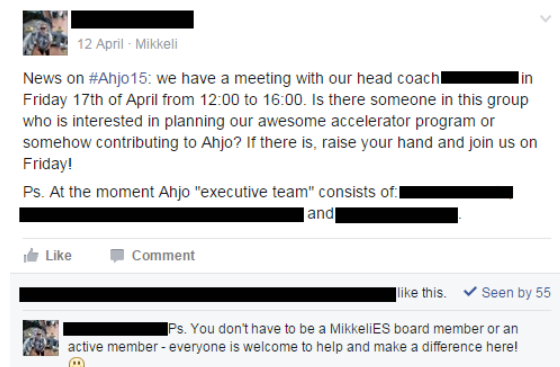 12 April · Mikkeli
News on #Ahjo15: we have a meeting with our head coach in
Friday 17th of April from 12:00 to 16:00. Is there someone in this group
who is interested in planning our awesome accelerator program or
somehow contributing to Ahjo? If there is, raise your hand and join us on
Friday!
Ps. At the moment Ahjo "executive team" consists of:
and .
Like Comment
like this. Seen by 55
Ps. You don't have to be a MikkeliES board member or an
active member - everyone is welcome to help and make a difference here!